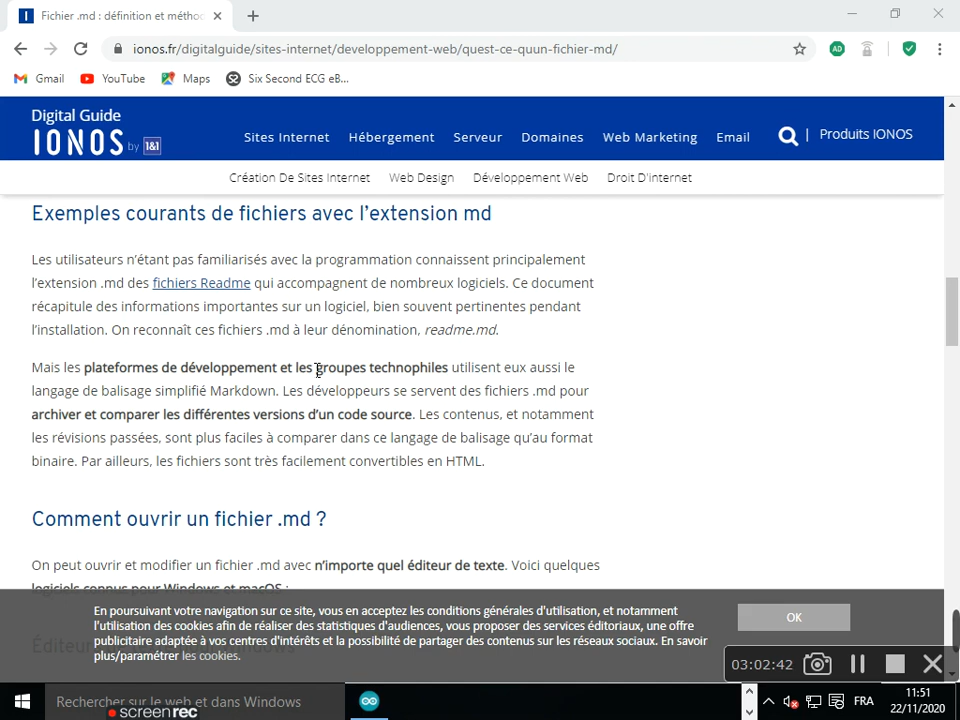 Fichier .md : définition et métho
ionos.fr/digitalguide/sites-internet/developpement-web/quest-ce-quun-fichier-md/
AD
Gmail YouTube Maps Six Second ECG eB...
Digital Guide
IONOS by 1&1
Sites Internet Hébergement Serveur Domaines Web Marketing Email | Produits IONOS
Création De Sites Internet Web Design Développement Web Droit D'internet
Exemples courants de fichiers avec l'extension md
Les utilisateurs n'étant pas familiarisés avec la programmation connaissent principalement
l'extension .md des fichiers Readme qui accompagnent de nombreux logiciels. Ce document
récapitule des informations importantes sur un logiciel, bien souvent pertinentes pendant
l'installation. On reconnaît ces fichiers .md à leur dénomination, readme.md.
Mais les plateformes de développement et les groupes technophiles utilisent eux aussi le
langage de balisage simplifié Markdown. Les développeurs se servent des fichiers .md pour
archiver et comparer les différentes versions d'un code source. Les contenus, et notamment
les révisions passées, sont plus faciles à comparer dans ce langage de balisage qu'au format
binaire. Par ailleurs, les fichiers sont très facilement convertibles en HTML.
Comment ouvrir un fichier .md ?
On peut ouvrir et modifier un fichier .md avec n'importe quel éditeur de texte. Voici quelques
logiciels connus pour Windows et macOS :
Éditeurs de texte pour Windows
En poursuivant votre navigation sur ce site, vous en acceptez les conditions générales d'utilisation, et notamment
l'utilisation des cookies afin de réaliser des statistiques d'audiences, vous proposer des services éditoriaux, une offre
publicitaire adaptée à vos centres d'intérêts et la possibilité de partager des contenus sur les réseaux sociaux. En savoir
plus/paramétrer les cookies.
OK
03:02:42
Rechercher sur le web et dans Windows
screenrec
FRA
11:51
22/11/2020